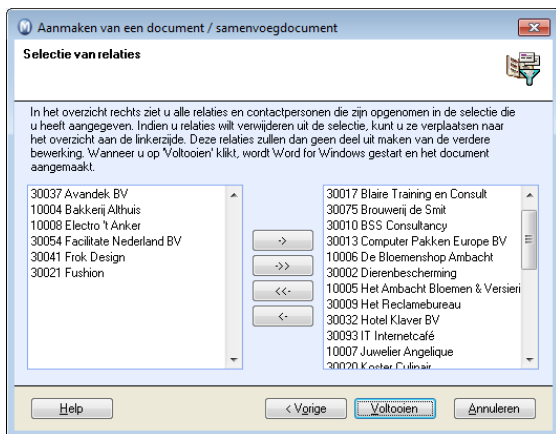 Aanmaken van een document / samenvoegdocument
Selectie van relaties
In het overzicht rechts ziet u alle relaties en contactpersonen die zijn opgenomen in de selectie die
u heeft aangegeven. Indien u relaties wilt verwijderen uit de selectie, kunt u ze verplaatsen naar
het overzicht aan de linkerzijde. Deze relaties zullen dan geen deel uit maken van de verdere
bewerking. Wanneer u op 'Voltooien' klikt, wordt Word for Windows gestart en het document
aangemaakt.
30037 Avandek BV
10004 Bakkerij Althuis
10008 Electro 't Anker
30054 Facilitate Nederland BV
30041 Frok Design
30021 Fushion
->
->>
<<-
<-
30017 Blaire Training en Consult
30075 Brouwerij de Smit
30010 BSS Consultancy
30013 Computer Pakken Europe BV
10006 De Bloemenshop Ambacht
30002 Dierenbescherming
10005 Het Ambacht Bloemen & Versieri
30009 Het Reclamebureau
30032 Hotel Klaver BV
30093 IT Internetcafé
10007 Juwelier Angelique
30020 Koster Culinair
Help
< Vorige
Voltooien
Annuleren